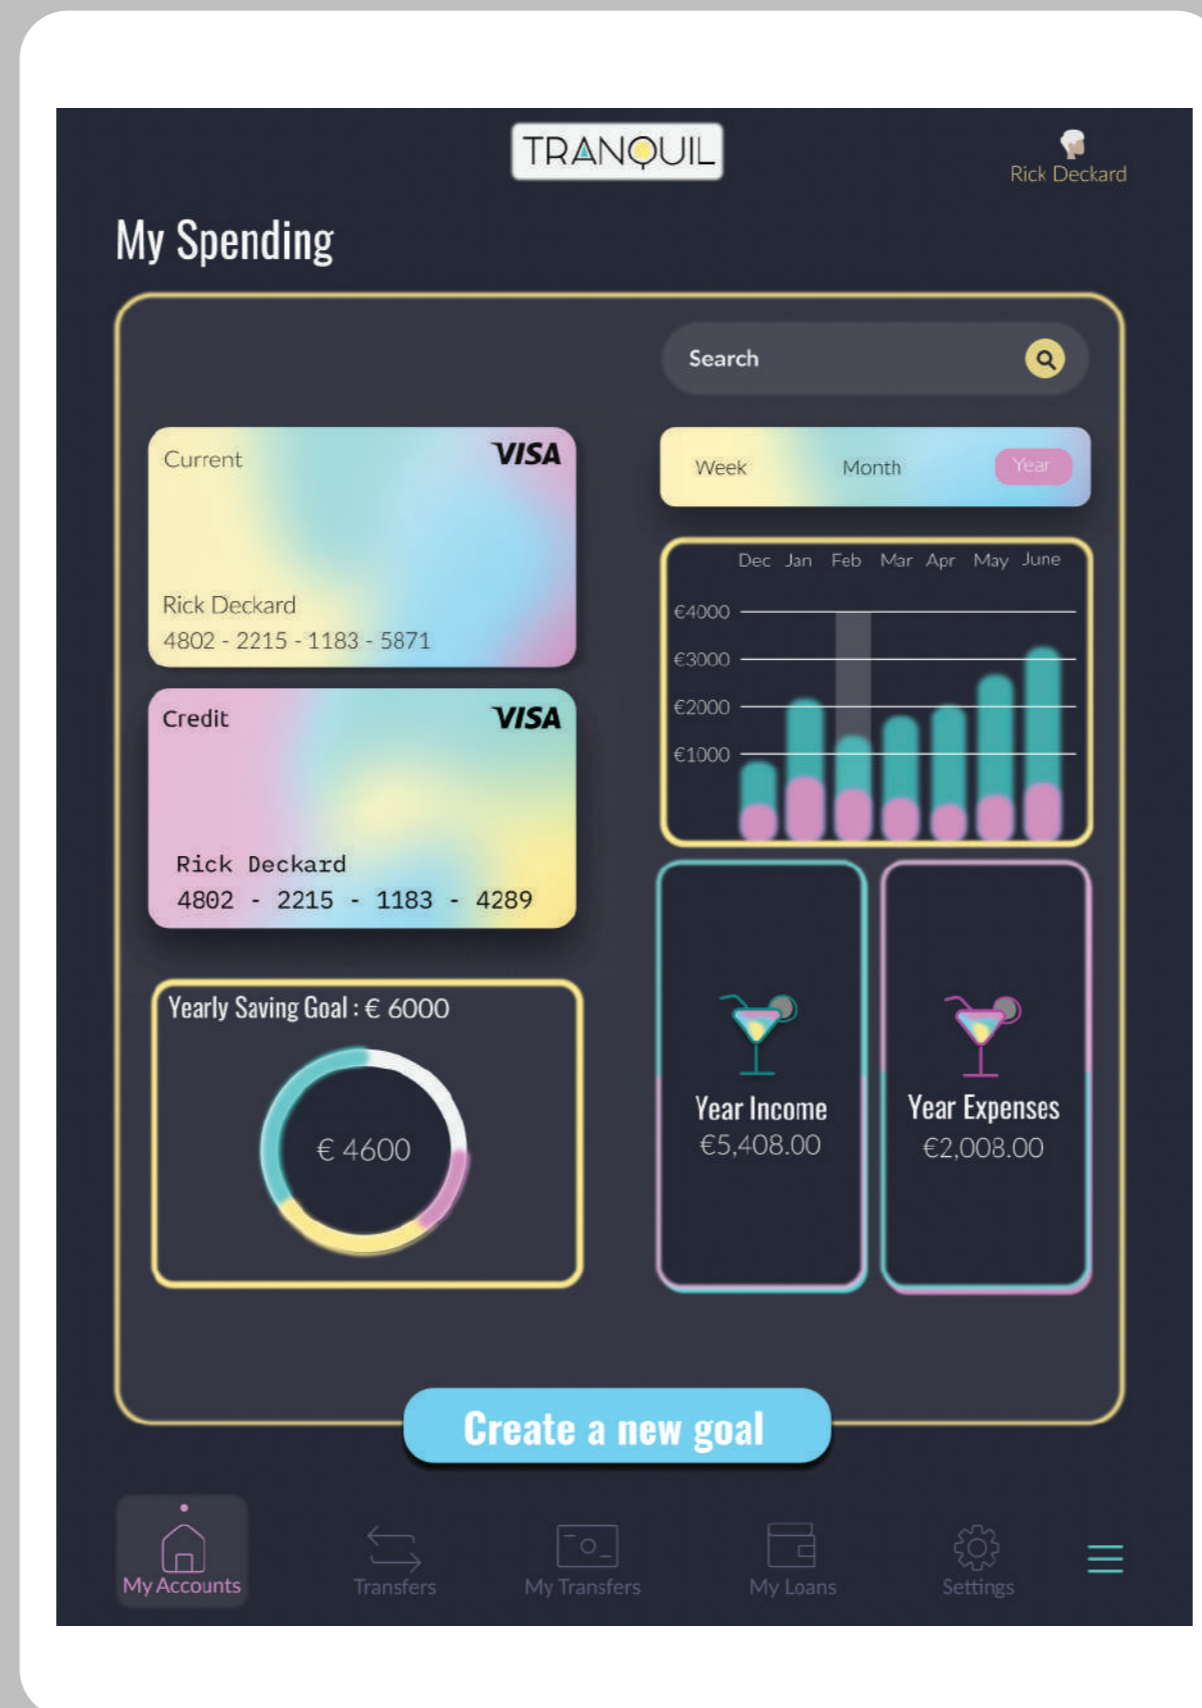 TRANQUIL
Rick Deckard
My Spending
Search
Current
VISA
Rick Deckard
4802 - 2215 - 1183 - 5871
Week Month Year
Dec Jan Feb Mar Apr May June
€4000
€3000
€2000
€1000
Credit
VISA
Rick Deckard
4802 - 2215 - 1183 - 4289
Yearly Saving Goal : € 6000
€ 4600
Year Income
€5,408.00
Year Expenses
€2,008.00
Create a new goal
My Accounts
Transfers
My Transfers
My Loans
Settings